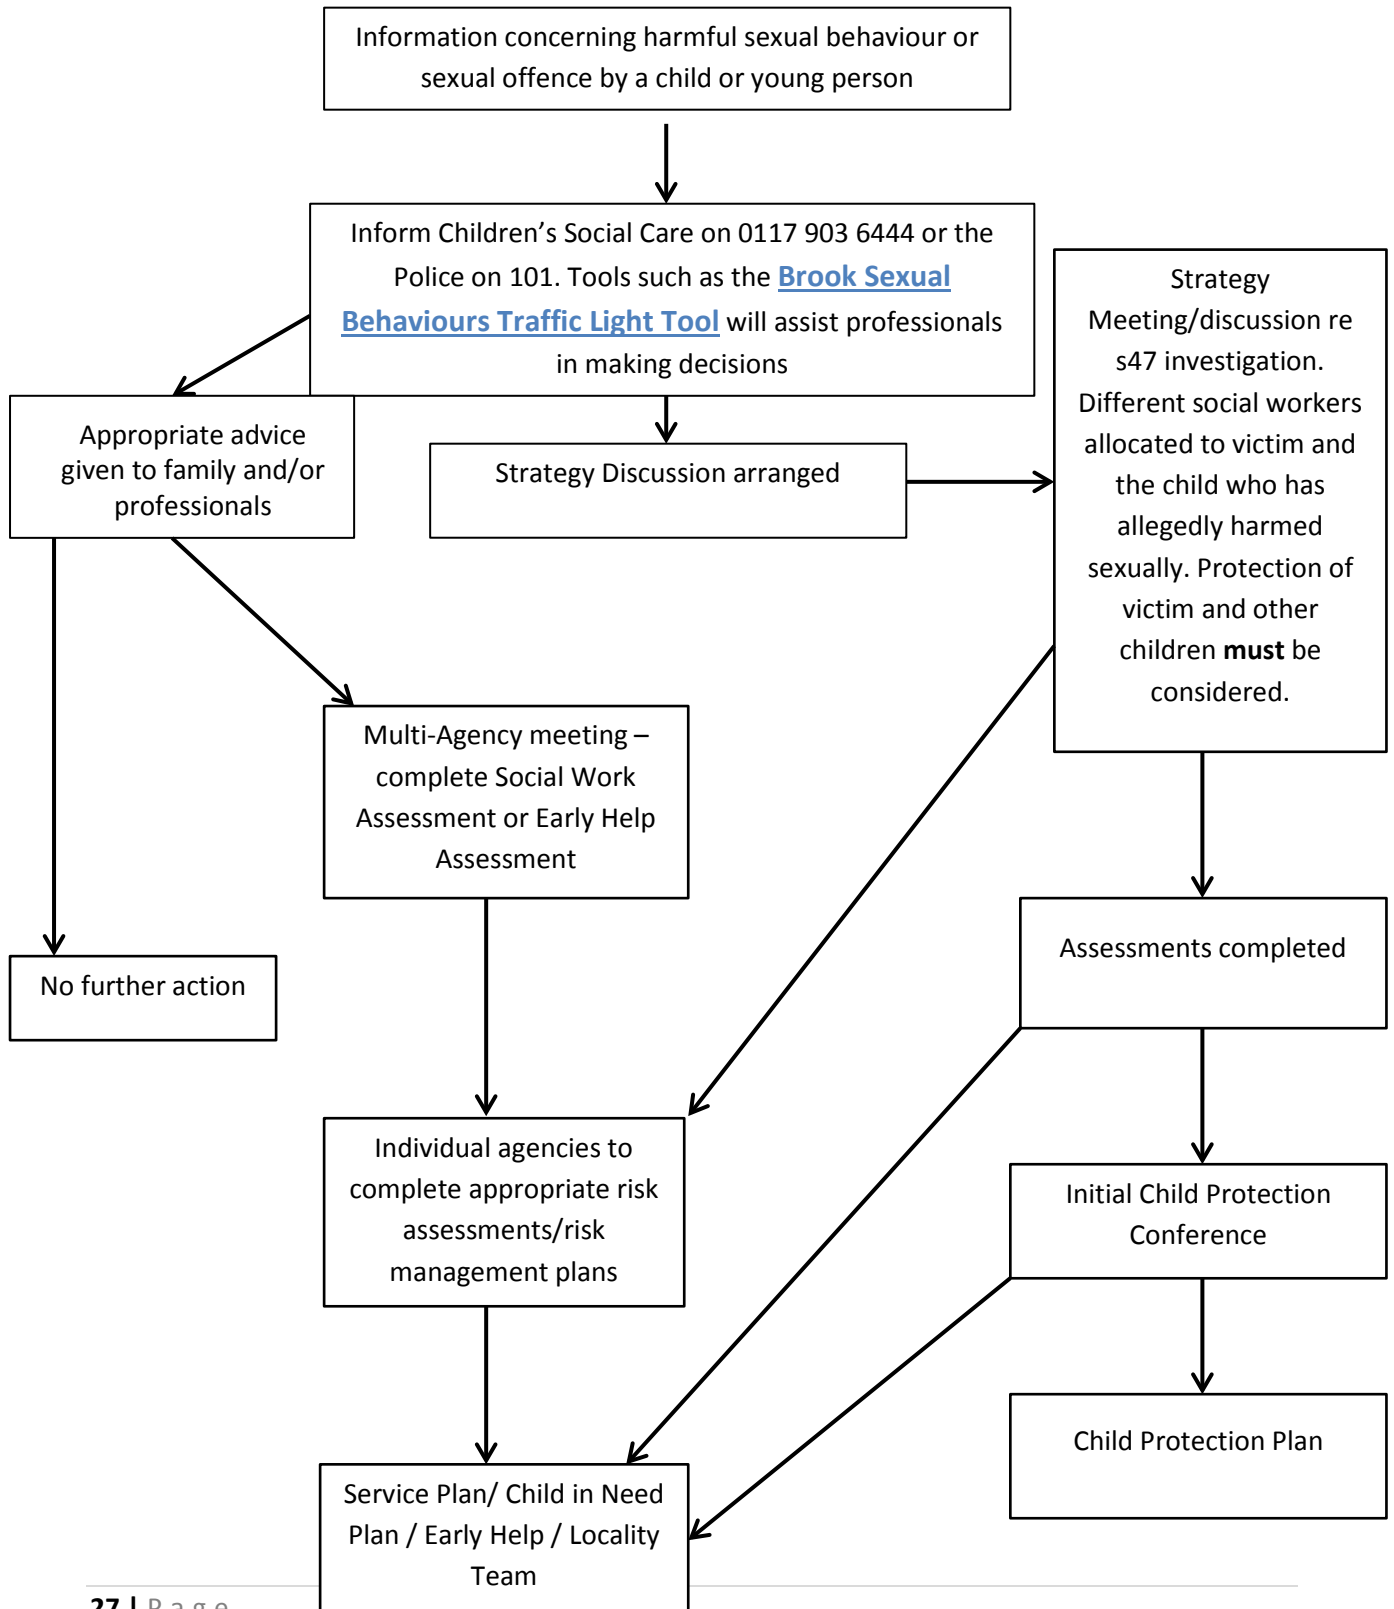 Information concerning harmful sexual behaviour or
sexual offence by a child or young person
Inform Children’s Social Care on 0117 903 6444 or the
Police on 101. Tools such as the Brook Sexual
Behaviours Traffic Light Tool will assist professionals
in making decisions
Strategy
Meeting/discussion re
s47 investigation.
Different social workers
allocated to victim and
the child who has
allegedly harmed
sexually. Protection of
victim and other
children must be
considered.
Appropriate advice
given to family and/or
professionals
Strategy Discussion arranged
Multi-Agency meeting –
complete Social Work
Assessment or Early Help
Assessment
Assessments completed
No further action
Individual agencies to
complete appropriate risk
assessments/risk
management plans
Initial Child Protection
Conference
Child Protection Plan
Service Plan/ Child in Need
Plan / Early Help / Locality
Team
27 | Page